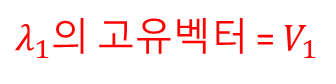 λ₁의 고유벡터 = V₁